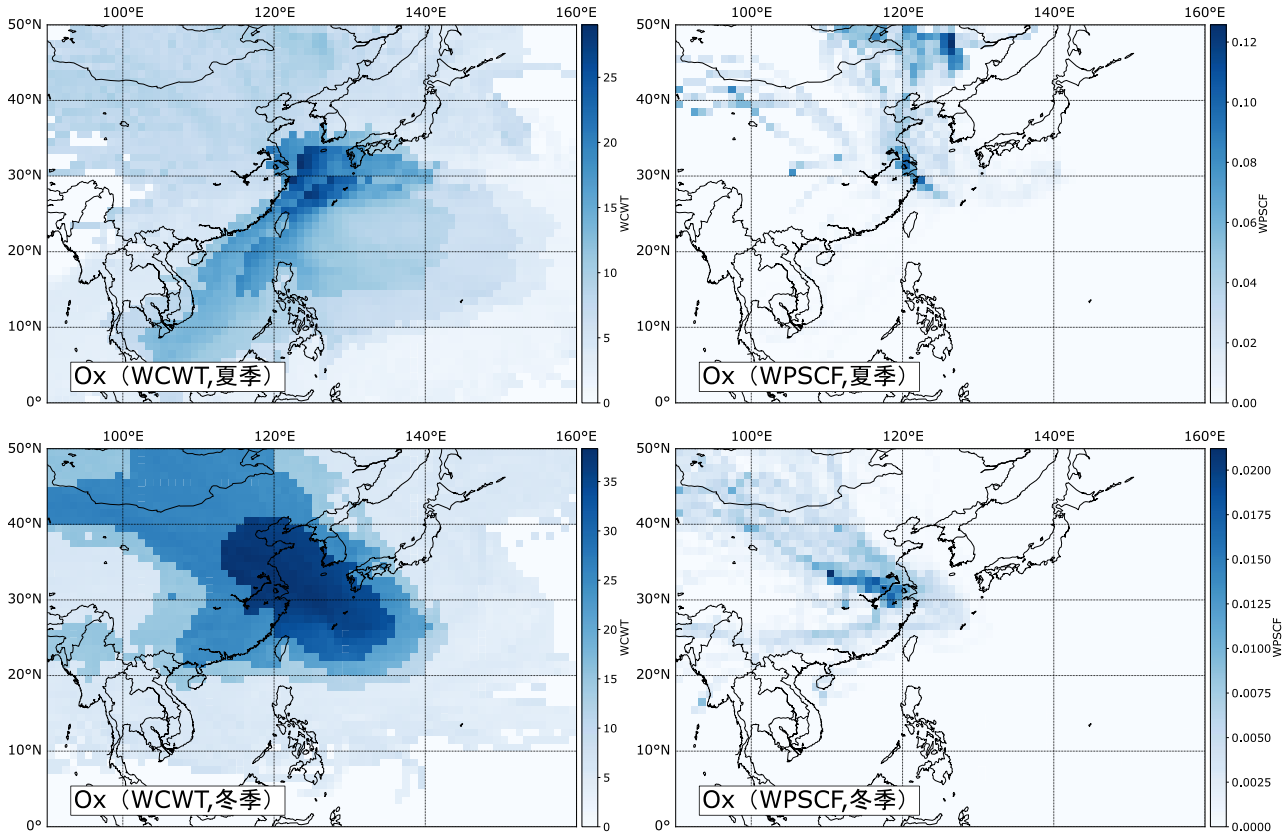 100°E 120°E 140°E 160°E
50°N
40°N
30°N
20°N
10°N
0°
Ox（WCWT,夏季）
25
20
15
10
5
0
WCWT
100°E 120°E 140°E 160°E
50°N
40°N
30°N
20°N
10°N
0°
Ox（WPSCF,夏季）
0.12
0.10
0.08
0.06
0.04
0.02
0.00
WPSCF
100°E 120°E 140°E 160°E
50°N
40°N
30°N
20°N
10°N
0°
Ox（WCWT,冬季）
35
30
25
20
15
10
5
0
WCWT
100°E 120°E 140°E 160°E
50°N
40°N
30°N
20°N
10°N
0°
Ox（WPSCF,冬季）
0.0200
0.0175
0.0150
0.0125
0.0100
0.0075
0.0050
0.0025
0.0000
WPSCF